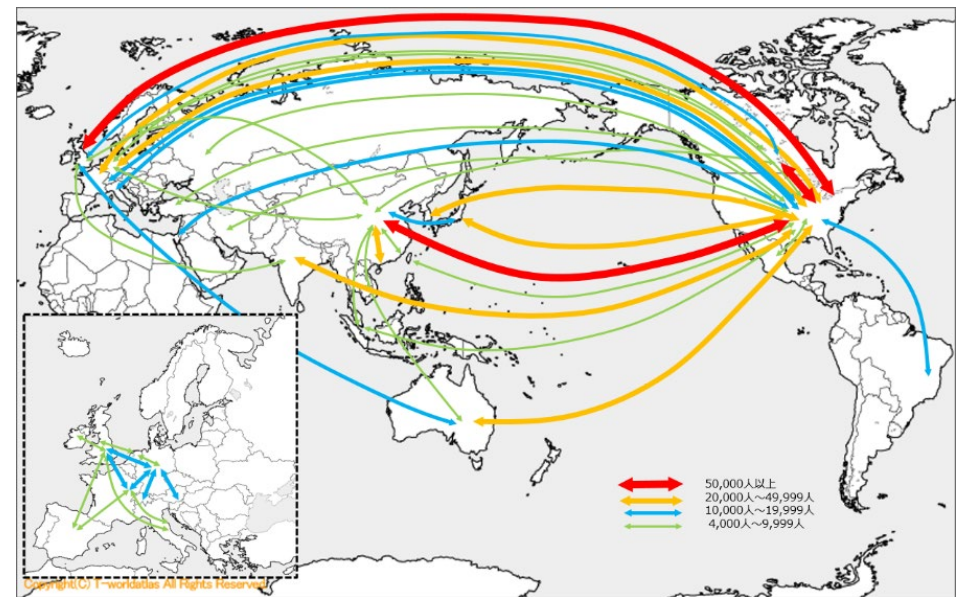 50,000人以上
20,000人～49,999人
10,000人～19,999人
4,000人～9,999人
Copyright(C) T-worldatlas All Rights Reserved